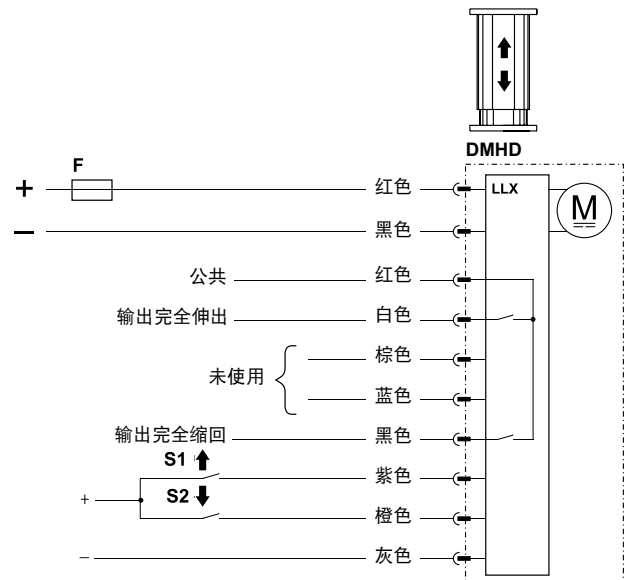 DMHD
F
+ 红色 LLX
M
− 黑色
公共 红色
输出完全伸出 白色
棕色
未使用
蓝色
输出完全缩回 黑色
S1
紫色
+ S2
橙色
− 灰色